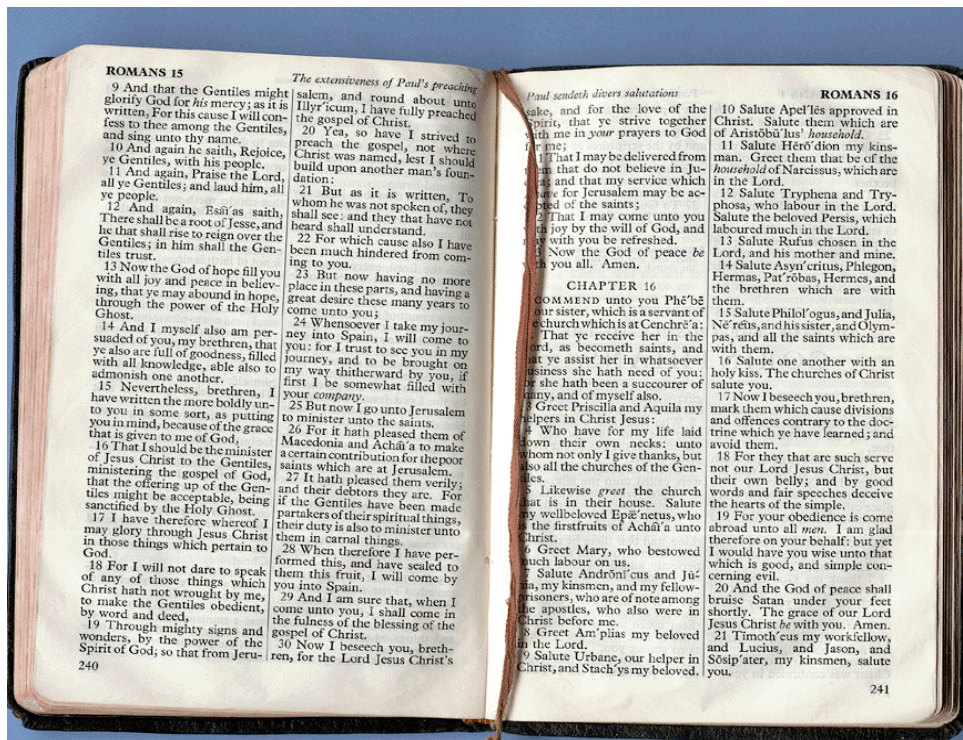 ROMANS 15
The extensiveness of Paul's preaching
9 And that the Gentiles might
glorify God for his mercy; as it is
written, For this cause I will con-
fess to thee among the Gentiles,
and sing unto thy name.
10 And again he saith, Rejoice,
ye Gentiles, with his people.
11 And again, Praise the Lord,
all ye Gentiles; and laud him, all
ye people.
12 And again, Esāi´as saith,
There shall be a root of Jesse, and
he that shall rise to reign over the
Gentiles; in him shall the Gen-
tiles trust.
13 Now the God of hope fill you
with all joy and peace in believ-
ing, that ye may abound in hope,
through the power of the Holy
Ghost.
14 And I myself also am per-
suaded of you, my brethren, that
ye also are full of goodness, filled
with all knowledge, able also to
admonish one another.
15 Nevertheless, brethren, I
have written the more boldly un-
to you in some sort, as putting
you in mind, because of the grace
that is given to me of God,
16 That I should be the minister
of Jesus Christ to the Gentiles,
ministering the gospel of God,
that the offering up of the Gen-
tiles might be acceptable, being
sanctified by the Holy Ghost.
17 I have therefore whereof I
may glory through Jesus Christ
in those things which pertain to
God.
18 For I will not dare to speak
of any of those things which
Christ hath not wrought by me,
to make the Gentiles obedient,
by word and deed,
19 Through mighty signs and
wonders, by the power of the
Spirit of God; so that from Jeru-
salem, and round about unto
Illyr´icum, I have fully preached
the gospel of Christ.
20 Yea, so have I strived to
preach the gospel, not where
Christ was named, lest I should
build upon another man's foun-
dation:
21 But as it is written, To
whom he was not spoken of, they
shall see: and they that have not
heard shall understand.
22 For which cause also I have
been much hindered from com-
ing to you.
23 But now having no more
place in these parts, and having a
great desire these many years to
come unto you;
24 Whensoever I take my jour-
ney into Spain, I will come to
you: for I trust to see you in my
journey, and to be brought on
my way thitherward by you, if
first I be somewhat filled with
your company.
25 But now I go unto Jerusalem
to minister unto the saints.
26 For it hath pleased them of
Macedonia and Achāi´a to make
a certain contribution for the poor
saints which are at Jerusalem.
27 It hath pleased them verily;
and their debtors they are. For
if the Gentiles have been made
partakers of their spiritual things,
their duty is also to minister unto
them in carnal things.
28 When therefore I have per-
formed this, and have sealed to
them this fruit, I will come by
you into Spain.
29 And I am sure that, when I
come unto you, I shall come in
the fulness of the blessing of the
gospel of Christ.
30 Now I beseech you, breth-
ren, for the Lord Jesus Christ's
240
Paul sendeth divers salutations
ROMANS 16
sake, and for the love of the
Spirit, that ye strive together
with me in your prayers to God
me;
That I may be delivered from
that do not believe in Ju-
and that my service which
for Jerusalem may be ac-
of the saints;
That I may come unto you
joy by the will of God, and
with you be refreshed.
Now the God of peace be
you all. Amen.
CHAPTER 16
COMMEND unto you Phē´bē
our sister, which is a servant of
church which is at Cenchrē´a:
That ye receive her in the
as becometh saints, and
ye assist her in whatsoever
business she hath need of you:
she hath been a succourer of
many, and of myself also.
3 Greet Priscilla and Aquila my
helpers in Christ Jesus:
4 Who have for my life laid
down their own necks: unto
whom not only I give thanks, but
also all the churches of the Gen-
tiles.
5 Likewise greet the church
that is in their house. Salute
my wellbeloved Epæ´netus, who
is the firstfruits of Achāi´a unto
Christ.
6 Greet Mary, who bestowed
much labour on us.
7 Salute Andrŏni´cus and Jū´-
nia, my kinsmen, and my fellow-
prisoners, who are of note among
the apostles, who also were in
Christ before me.
8 Greet Am´plias my beloved
in the Lord.
9 Salute Urbane, our helper in
Christ, and Stach´ys my beloved.
10 Salute Apel´lēs approved in
Christ. Salute them which are
of Aristōbū´lus' household.
11 Salute Hērō´dion my kins-
man. Greet them that be of the
household of Narcissus, which are
in the Lord.
12 Salute Tryphena and Try-
phosa, who labour in the Lord.
Salute the beloved Persis, which
laboured much in the Lord.
13 Salute Rufus chosen in the
Lord, and his mother and mine.
14 Salute Asyn´critus, Phlegon,
Hermas, Pat´rōbas, Hermes, and
the brethren which are with
them.
15 Salute Philol´ogus, and Julia,
Nē´reūs, and his sister, and Olym-
pas, and all the saints which are
with them.
16 Salute one another with an
holy kiss. The churches of Christ
salute you.
17 Now I beseech you, brethren,
mark them which cause divisions
and offences contrary to the doc-
trine which ye have learned; and
avoid them.
18 For they that are such serve
not our Lord Jesus Christ, but
their own belly; and by good
words and fair speeches deceive
the hearts of the simple.
19 For your obedience is come
abroad unto all men. I am glad
therefore on your behalf: but yet
I would have you wise unto that
which is good, and simple con-
cerning evil.
20 And the God of peace shall
bruise Satan under your feet
shortly. The grace of our Lord
Jesus Christ be with you. Amen.
21 Timoth´eus my workfellow,
and Lucius, and Jason, and
Sōsip´ater, my kinsmen, salute
you.
241